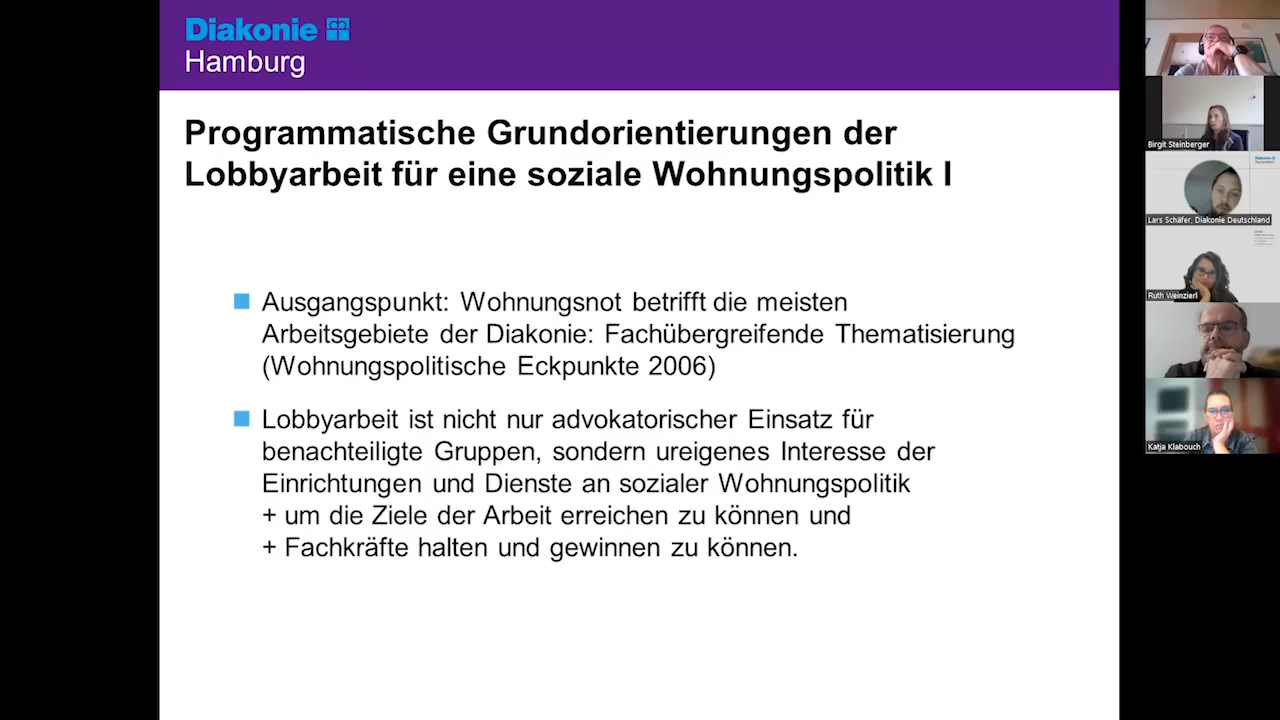 Diakonie
Hamburg
Programmatische Grundorientierungen der
Lobbyarbeit für eine soziale Wohnungspolitik I
Ausgangspunkt: Wohnungsnot betrifft die meisten
Arbeitsgebiete der Diakonie: Fachübergreifende Thematisierung
(Wohnungspolitische Eckpunkte 2006)
Lobbyarbeit ist nicht nur advokatorischer Einsatz für
benachteiligte Gruppen, sondern ureigenes Interesse der
Einrichtungen und Dienste an sozialer Wohnungspolitik
+ um die Ziele der Arbeit erreichen zu können und
+ Fachkräfte halten und gewinnen zu können.
Birgit Steinberger
Lars Schäfer, Diakonie Deutschland
Ruth Weinzierl
Katja Klabouch